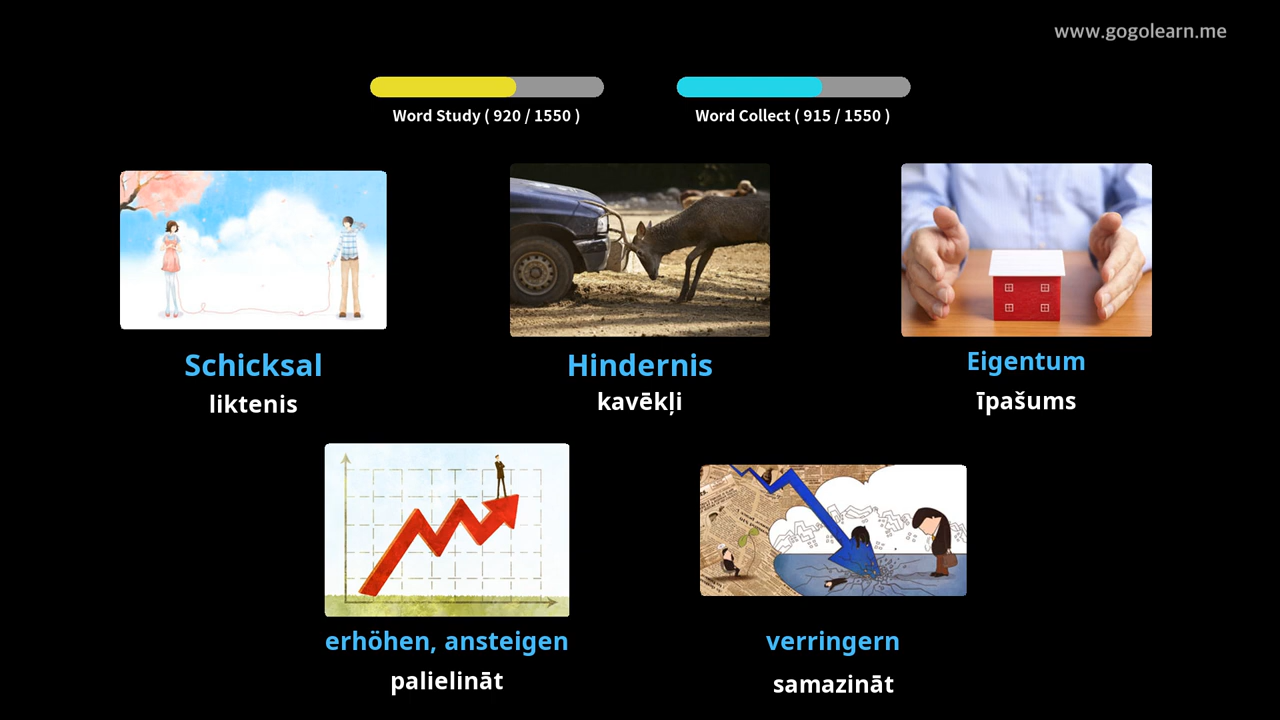 www.gogolearn.me
Word Study ( 920 / 1550 )
Word Collect ( 915 / 1550 )
Schicksal
liktenis
Hindernis
kavēkļi
Eigentum
īpašums
erhöhen, ansteigen
palielināt
verringern
samazināt